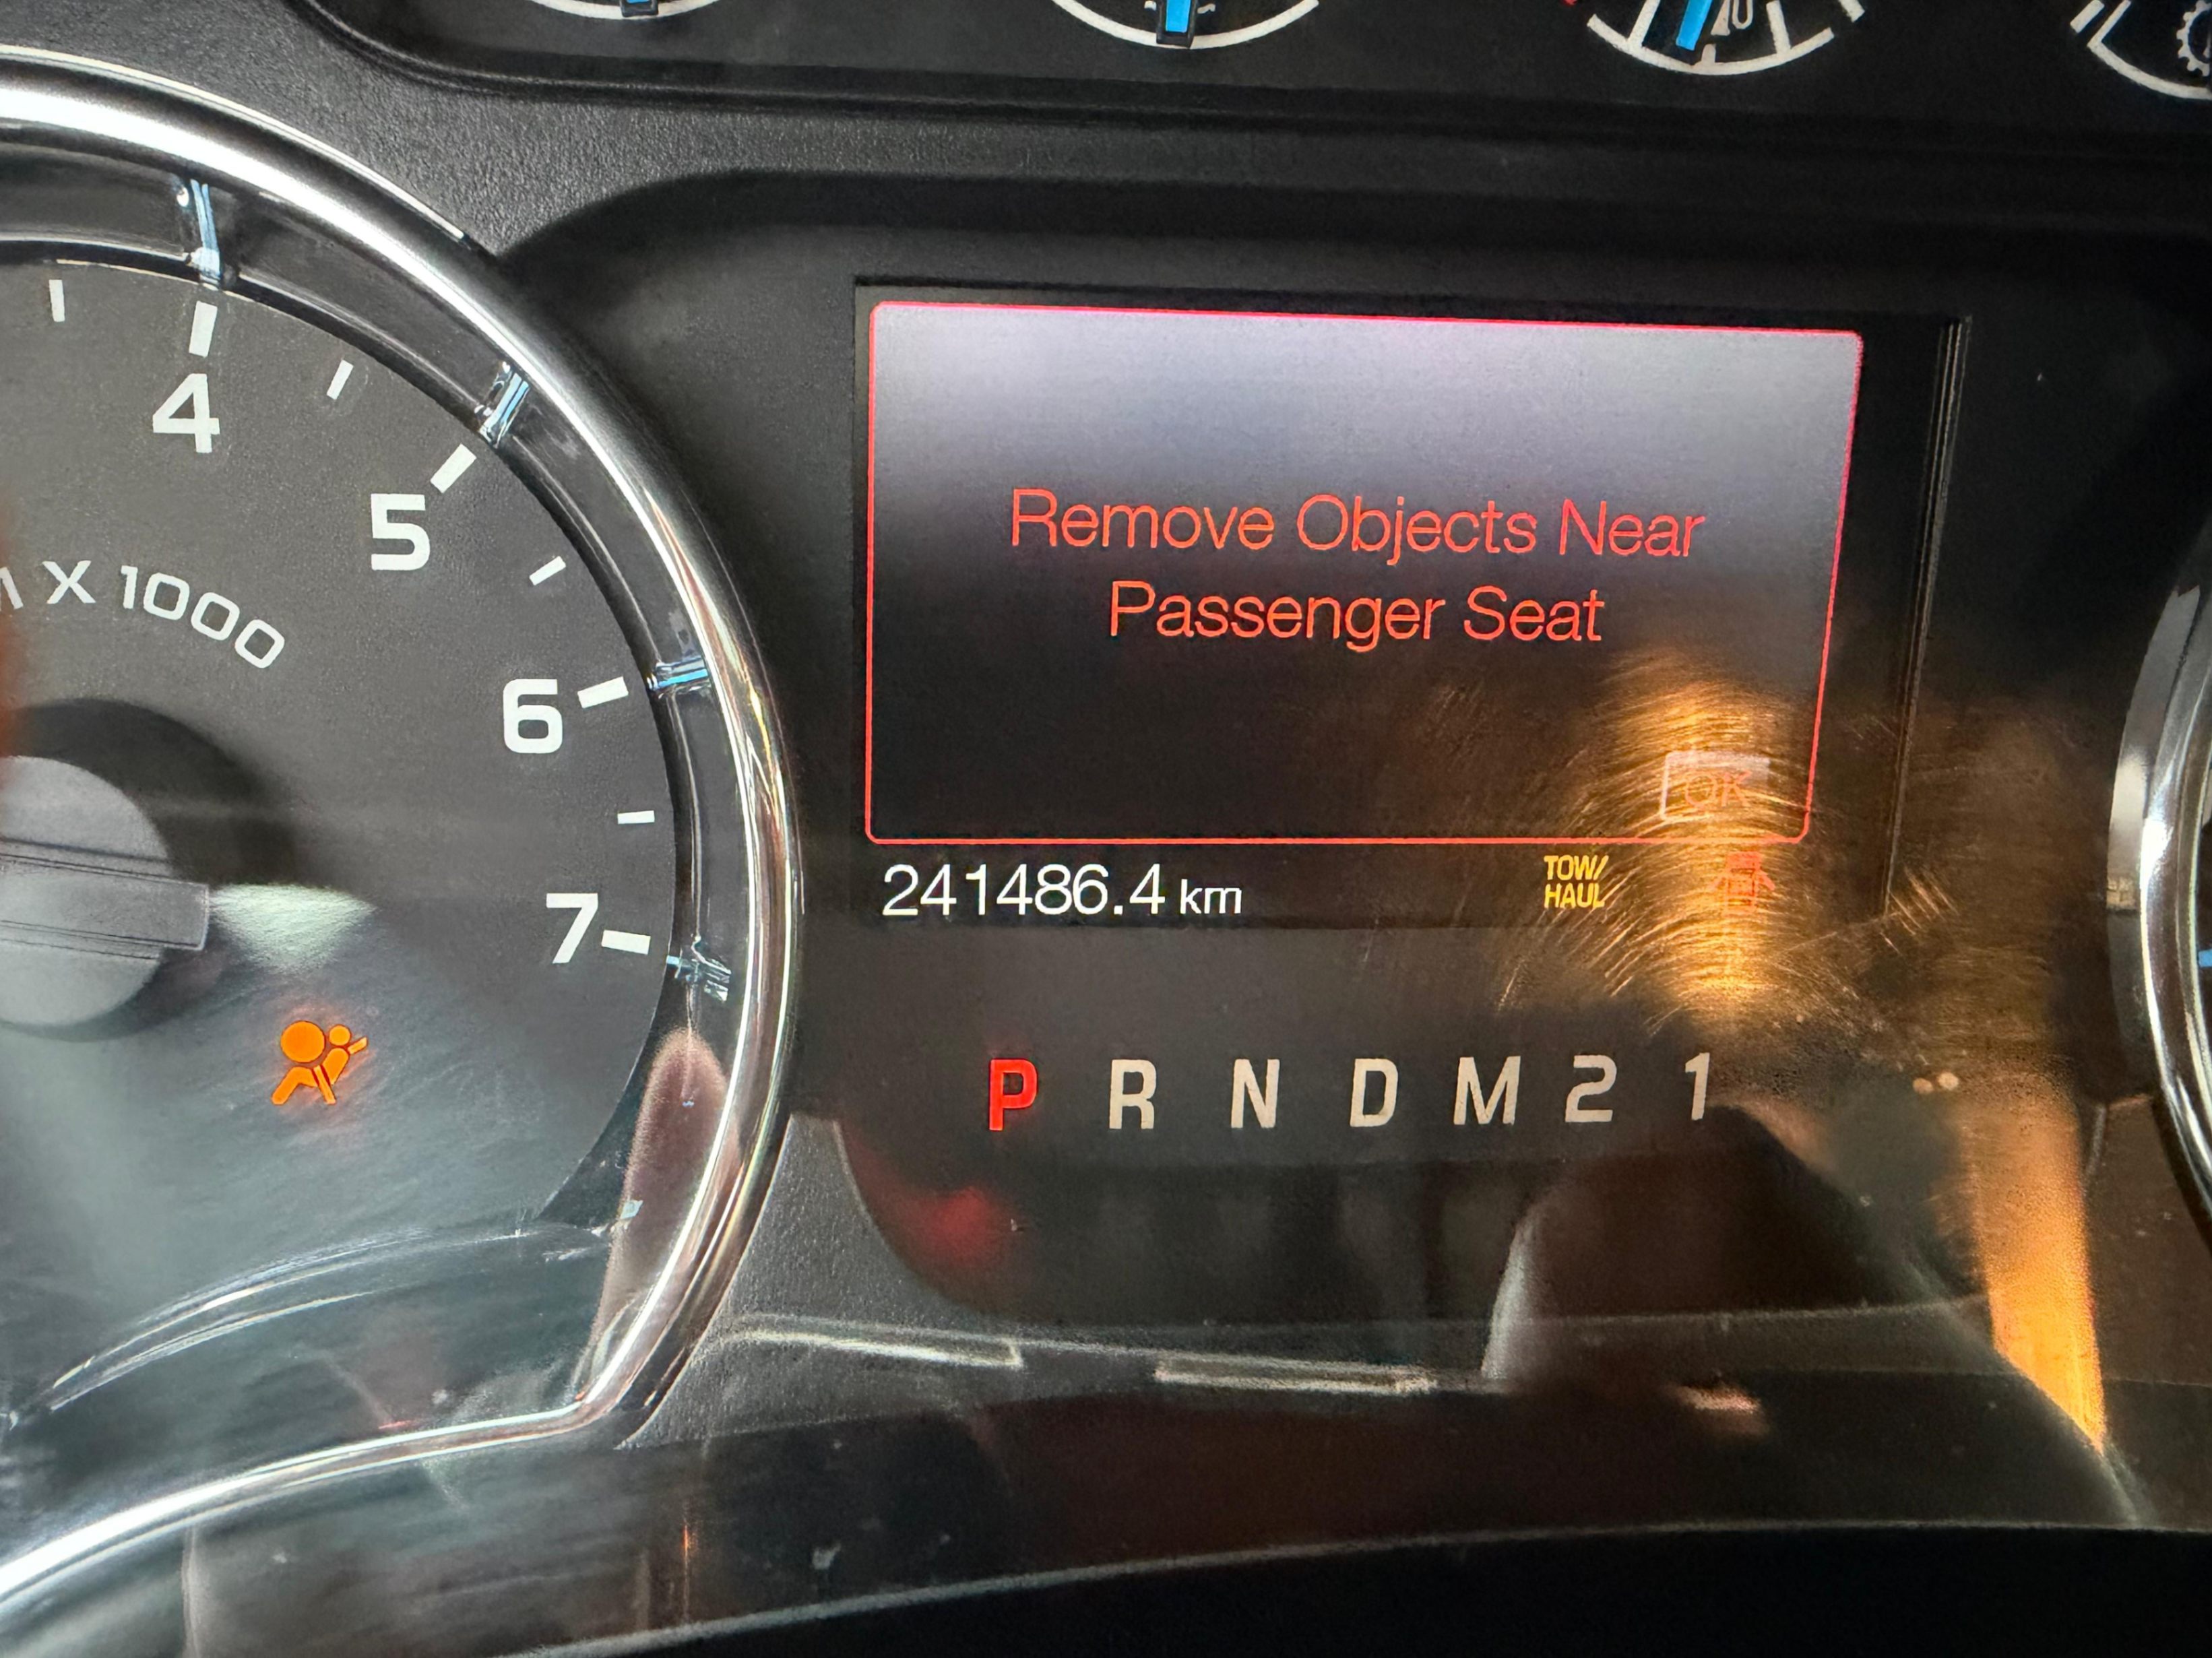 4
5
X 1000
6
7
Remove Objects Near
Passenger Seat
OK
241486.4 km
TOW/
HAUL
P R N D M 2 1